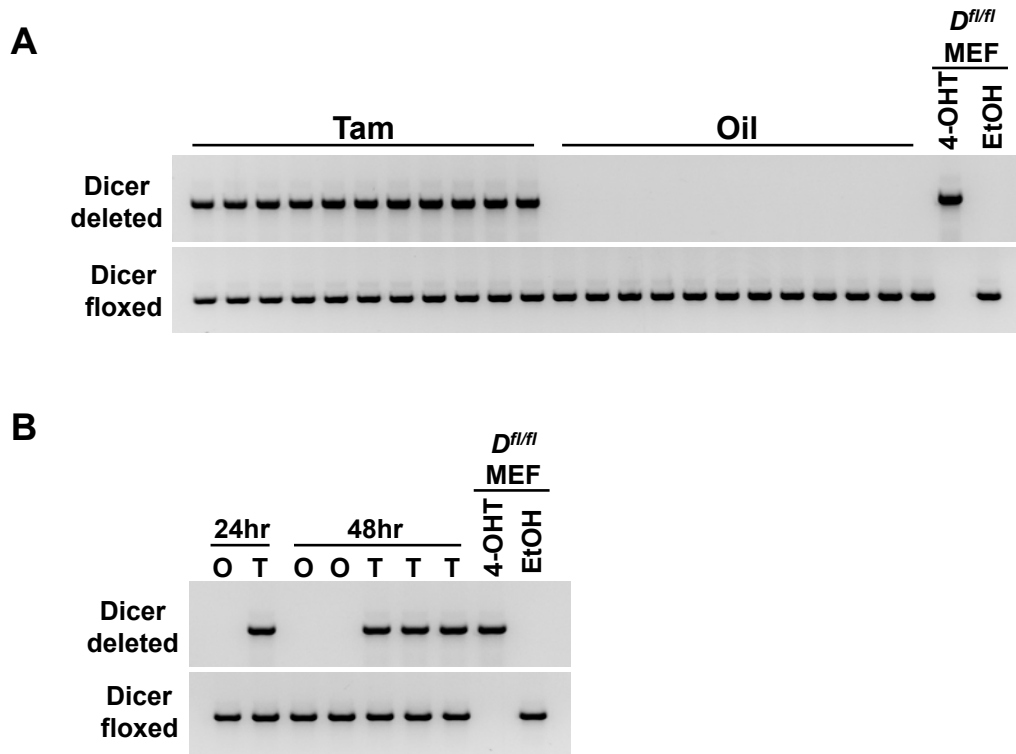 A
D^fl/fl
MEF
4-OHT
EtOH
Tam
Oil
Dicer
deleted
Dicer
floxed
B
D^fl/fl
MEF
4-OHT
EtOH
24hr
48hr
O T O O T T T
Dicer
deleted
Dicer
floxed